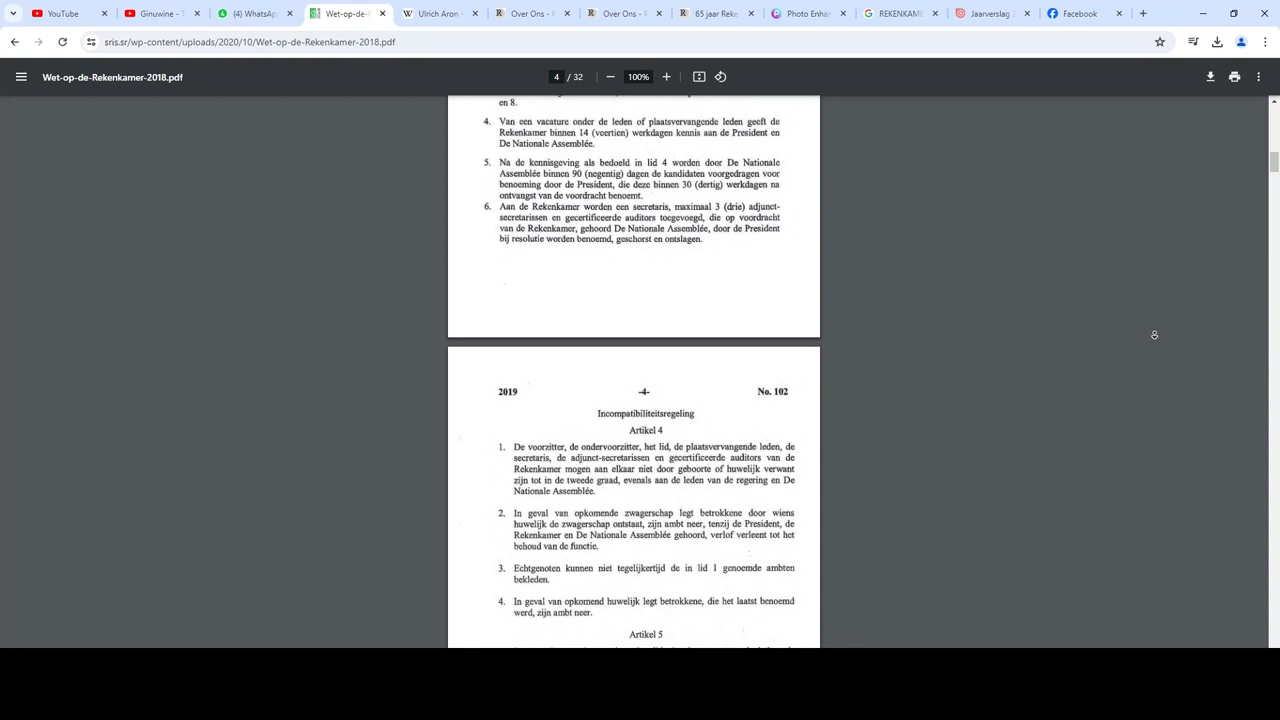 YouTube
Ginuwine - T
(4) WhatsApp
Wet-op-de-R
Ulrich Aron
Over Ons - R
Over Ons - R
65 jaar Reke
Photo Enha
REKENKAME
Jaarverslag 2
Facebook
sris.sr/wp-content/uploads/2020/10/Wet-op-de-Rekenkamer-2018.pdf
Wet-op-de-Rekenkamer-2018.pdf
4 / 32
100%
en 8.
4. Van een vacature onder de leden of plaatsvervangende leden geeft de
Rekenkamer binnen 14 (veertien) werkdagen kennis aan de President en
De Nationale Assemblée.
5. Na de kennisgeving als bedoeld in lid 4 worden door De Nationale
Assemblée binnen 90 (negentig) dagen de kandidaten voorgedragen voor
benoeming door de President, die deze binnen 30 (dertig) werkdagen na
ontvangst van de voordracht benoemt.
6. Aan de Rekenkamer worden een secretaris, maximaal 3 (drie) adjunct-
secretarissen en gecertificeerde auditors toegevoegd, die op voordracht
van de Rekenkamer, gehoord De Nationale Assemblée, door de President
bij resolutie worden benoemd, geschorst en ontslagen.
2019 -4- No. 102
Incompatibiliteitsregeling
Artikel 4
1. De voorzitter, de ondervoorzitter, het lid, de plaatsvervangende leden, de
secretaris, de adjunct-secretarissen en gecertificeerde auditors van de
Rekenkamer mogen aan elkaar niet door geboorte of huwelijk verwant
zijn tot in de tweede graad, evenals aan de leden van de regering en De
Nationale Assemblée.
2. In geval van opkomende zwagerschap legt betrokkene door wiens
huwelijk de zwagerschap ontstaat, zijn ambt neer, tenzij de President, de
Rekenkamer en De Nationale Assemblée gehoord, verlof verleent tot het
behoud van de functie.
3. Echtgenoten kunnen niet tegelijkertijd de in lid 1 genoemde ambten
bekleden.
4. In geval van opkomend huwelijk legt betrokkene, die het laatst benoemd
werd, zijn ambt neer.
Artikel 5